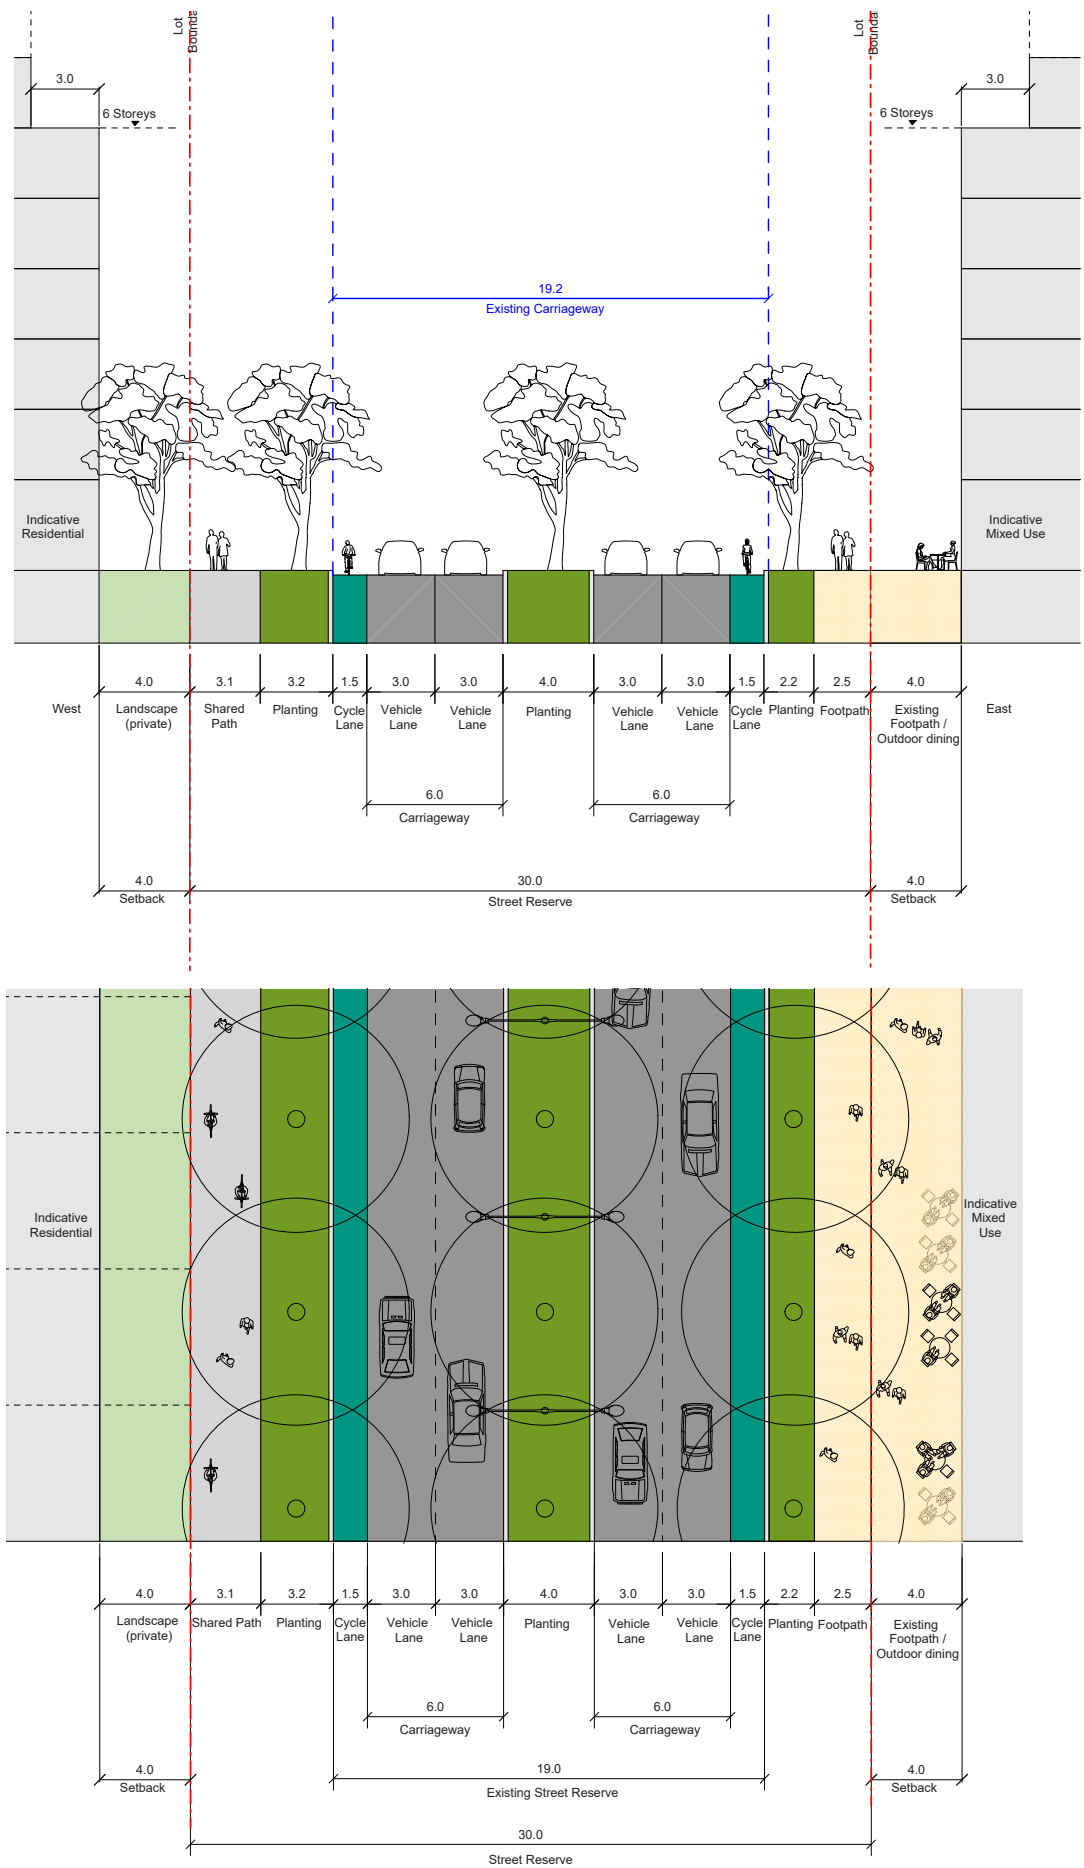 Lot
Bounda
Lot
Bounda
3.0
3.0
6 Storeys
6 Storeys
19.2
Existing Carriageway
Indicative
Residential
Indicative
Mixed Use
4.0
3.1
3.2
1.5
3.0
3.0
4.0
3.0
3.0
1.5
2.2
2.5
4.0
West
Landscape
(private)
Shared
Path
Planting
Cycle
Lane
Vehicle
Lane
Vehicle
Lane
Planting
Vehicle
Lane
Vehicle
Lane
Cycle
Lane
Planting
Footpath
Existing
Footpath /
Outdoor dining
East
6.0
Carriageway
6.0
Carriageway
4.0
Setback
30.0
Street Reserve
4.0
Setback
Indicative
Residential
Indicative
Mixed
Use
4.0
3.1
3.2
1.5
3.0
3.0
4.0
3.0
3.0
1.5
2.2
2.5
4.0
Landscape
(private)
Shared Path
Planting
Cycle
Lane
Vehicle
Lane
Vehicle
Lane
Planting
Vehicle
Lane
Vehicle
Lane
Cycle
Lane
Planting
Footpath
Existing
Footpath /
Outdoor dining
6.0
Carriageway
6.0
Carriageway
4.0
Setback
19.0
Existing Street Reserve
4.0
Setback
30.0
Street Reserve